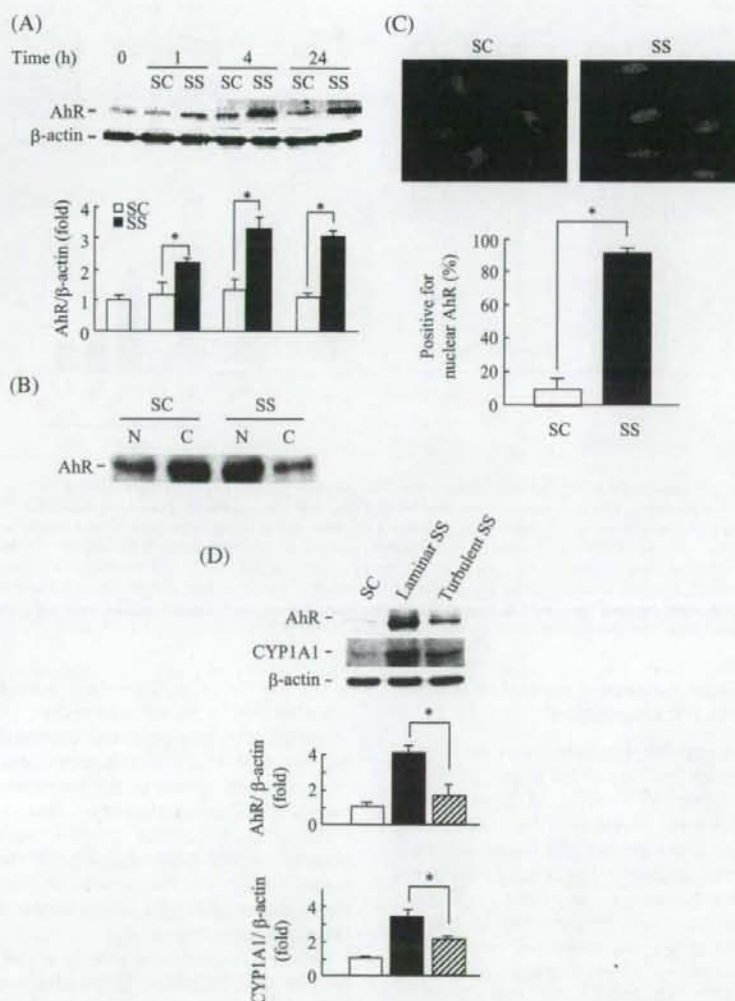 (A)
Time (h) 0 1 4 24
SC SS SC SS SC SS
AhR
β-actin
AhR/β-actin (fold)
4
3
2
1
0
SC
SS
* * *
(B)
SC SS
N C N C
AhR
(C)
SC SS
Positive for
nuclear AhR (%)
100
80
60
40
20
0
*
SC SS
(D)
SC Laminar SS Turbulent SS
AhR
CYP1A1
β-actin
AhR/ β-actin
(fold)
4
2
0
*
CYP1A1/ β-actin
(fold)
4
2
0
*